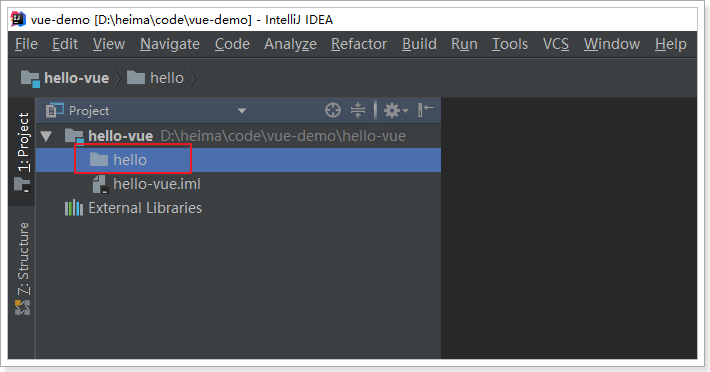 vue-demo [D:\heima\code\vue-demo] - IntelliJ IDEA
File Edit View Navigate Code Analyze Refactor Build Run Tools VCS Window Help
hello-vue hello
Project
1: Project
hello-vue D:\heima\code\vue-demo\hello-vue
hello
hello-vue.iml
External Libraries
7: Structure